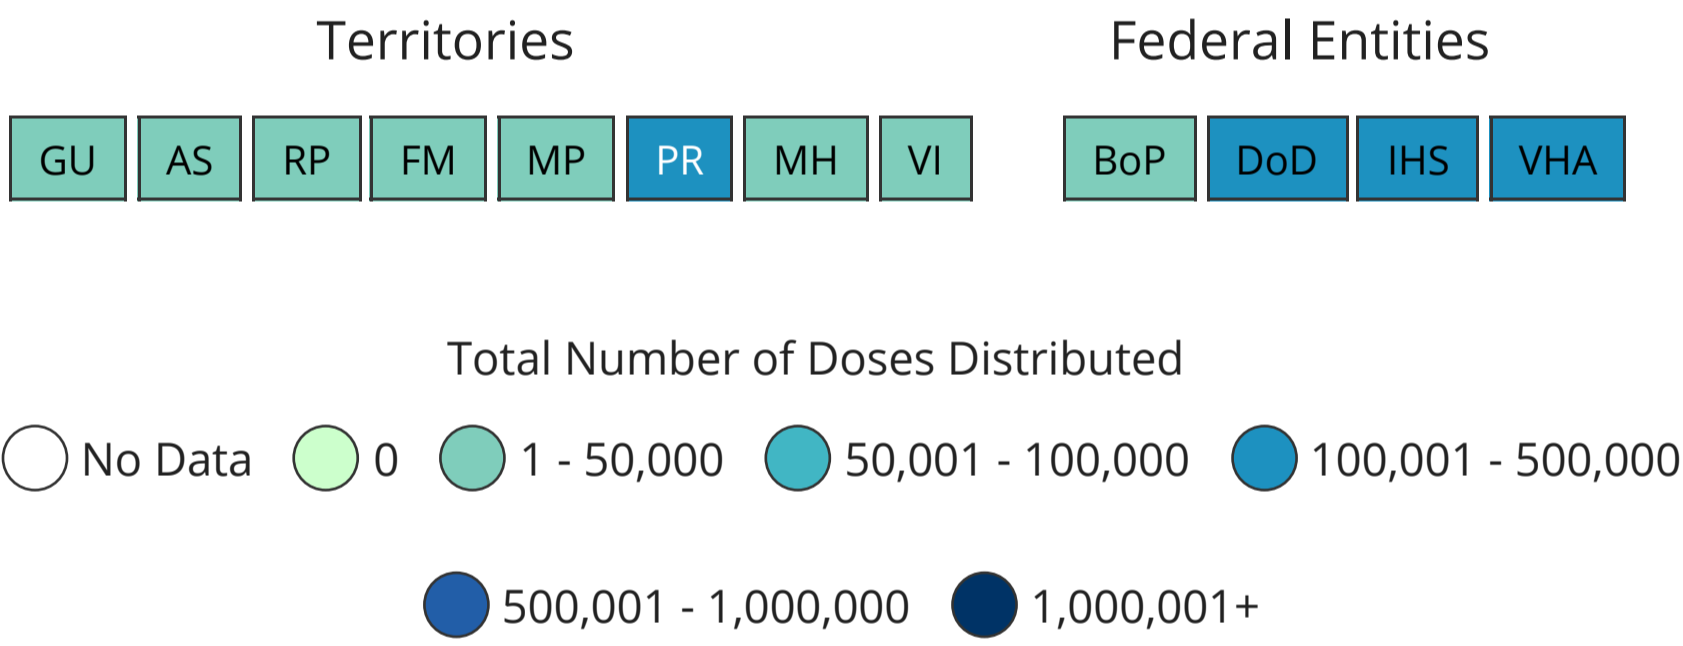 Territories Federal Entities
GU AS RP FM MP PR MH VI BoP DoD IHS VHA
Total Number of Doses Distributed
No Data 0 1 - 50,000 50,001 - 100,000 100,001 - 500,000
500,001 - 1,000,000 1,000,001+